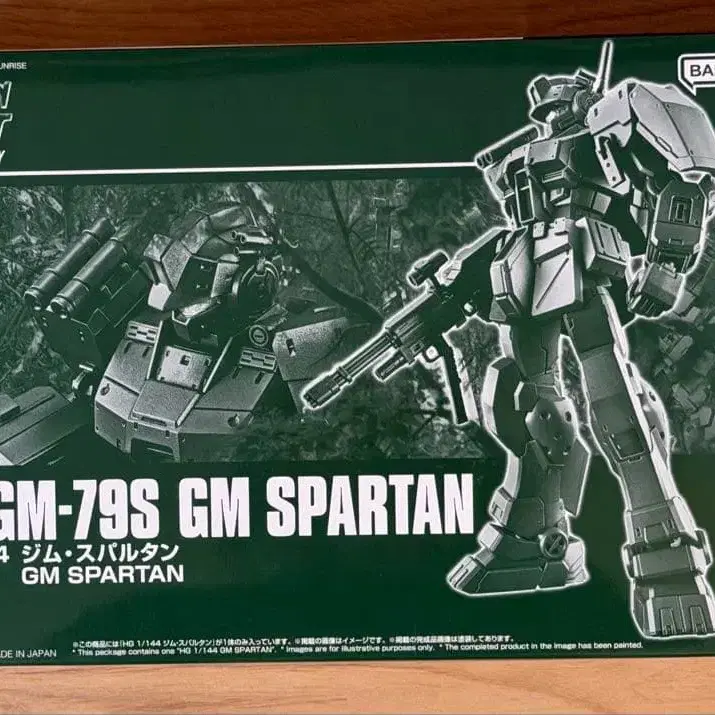 UNRISE
BAN
GM-79S GM SPARTAN
4 ジム・スパルタン
GM SPARTAN
ADE IN JAPAN
※この商品には「HG 1/144 ジム・スパルタン」が1体のみ入っています。※掲載の画像はイメージです。※掲載の完成品画像は塗装してあります。
* This package contains one "HG 1/144 GM SPARTAN". * Images are for illustrative purposes only. * The completed product in the image has been painted.